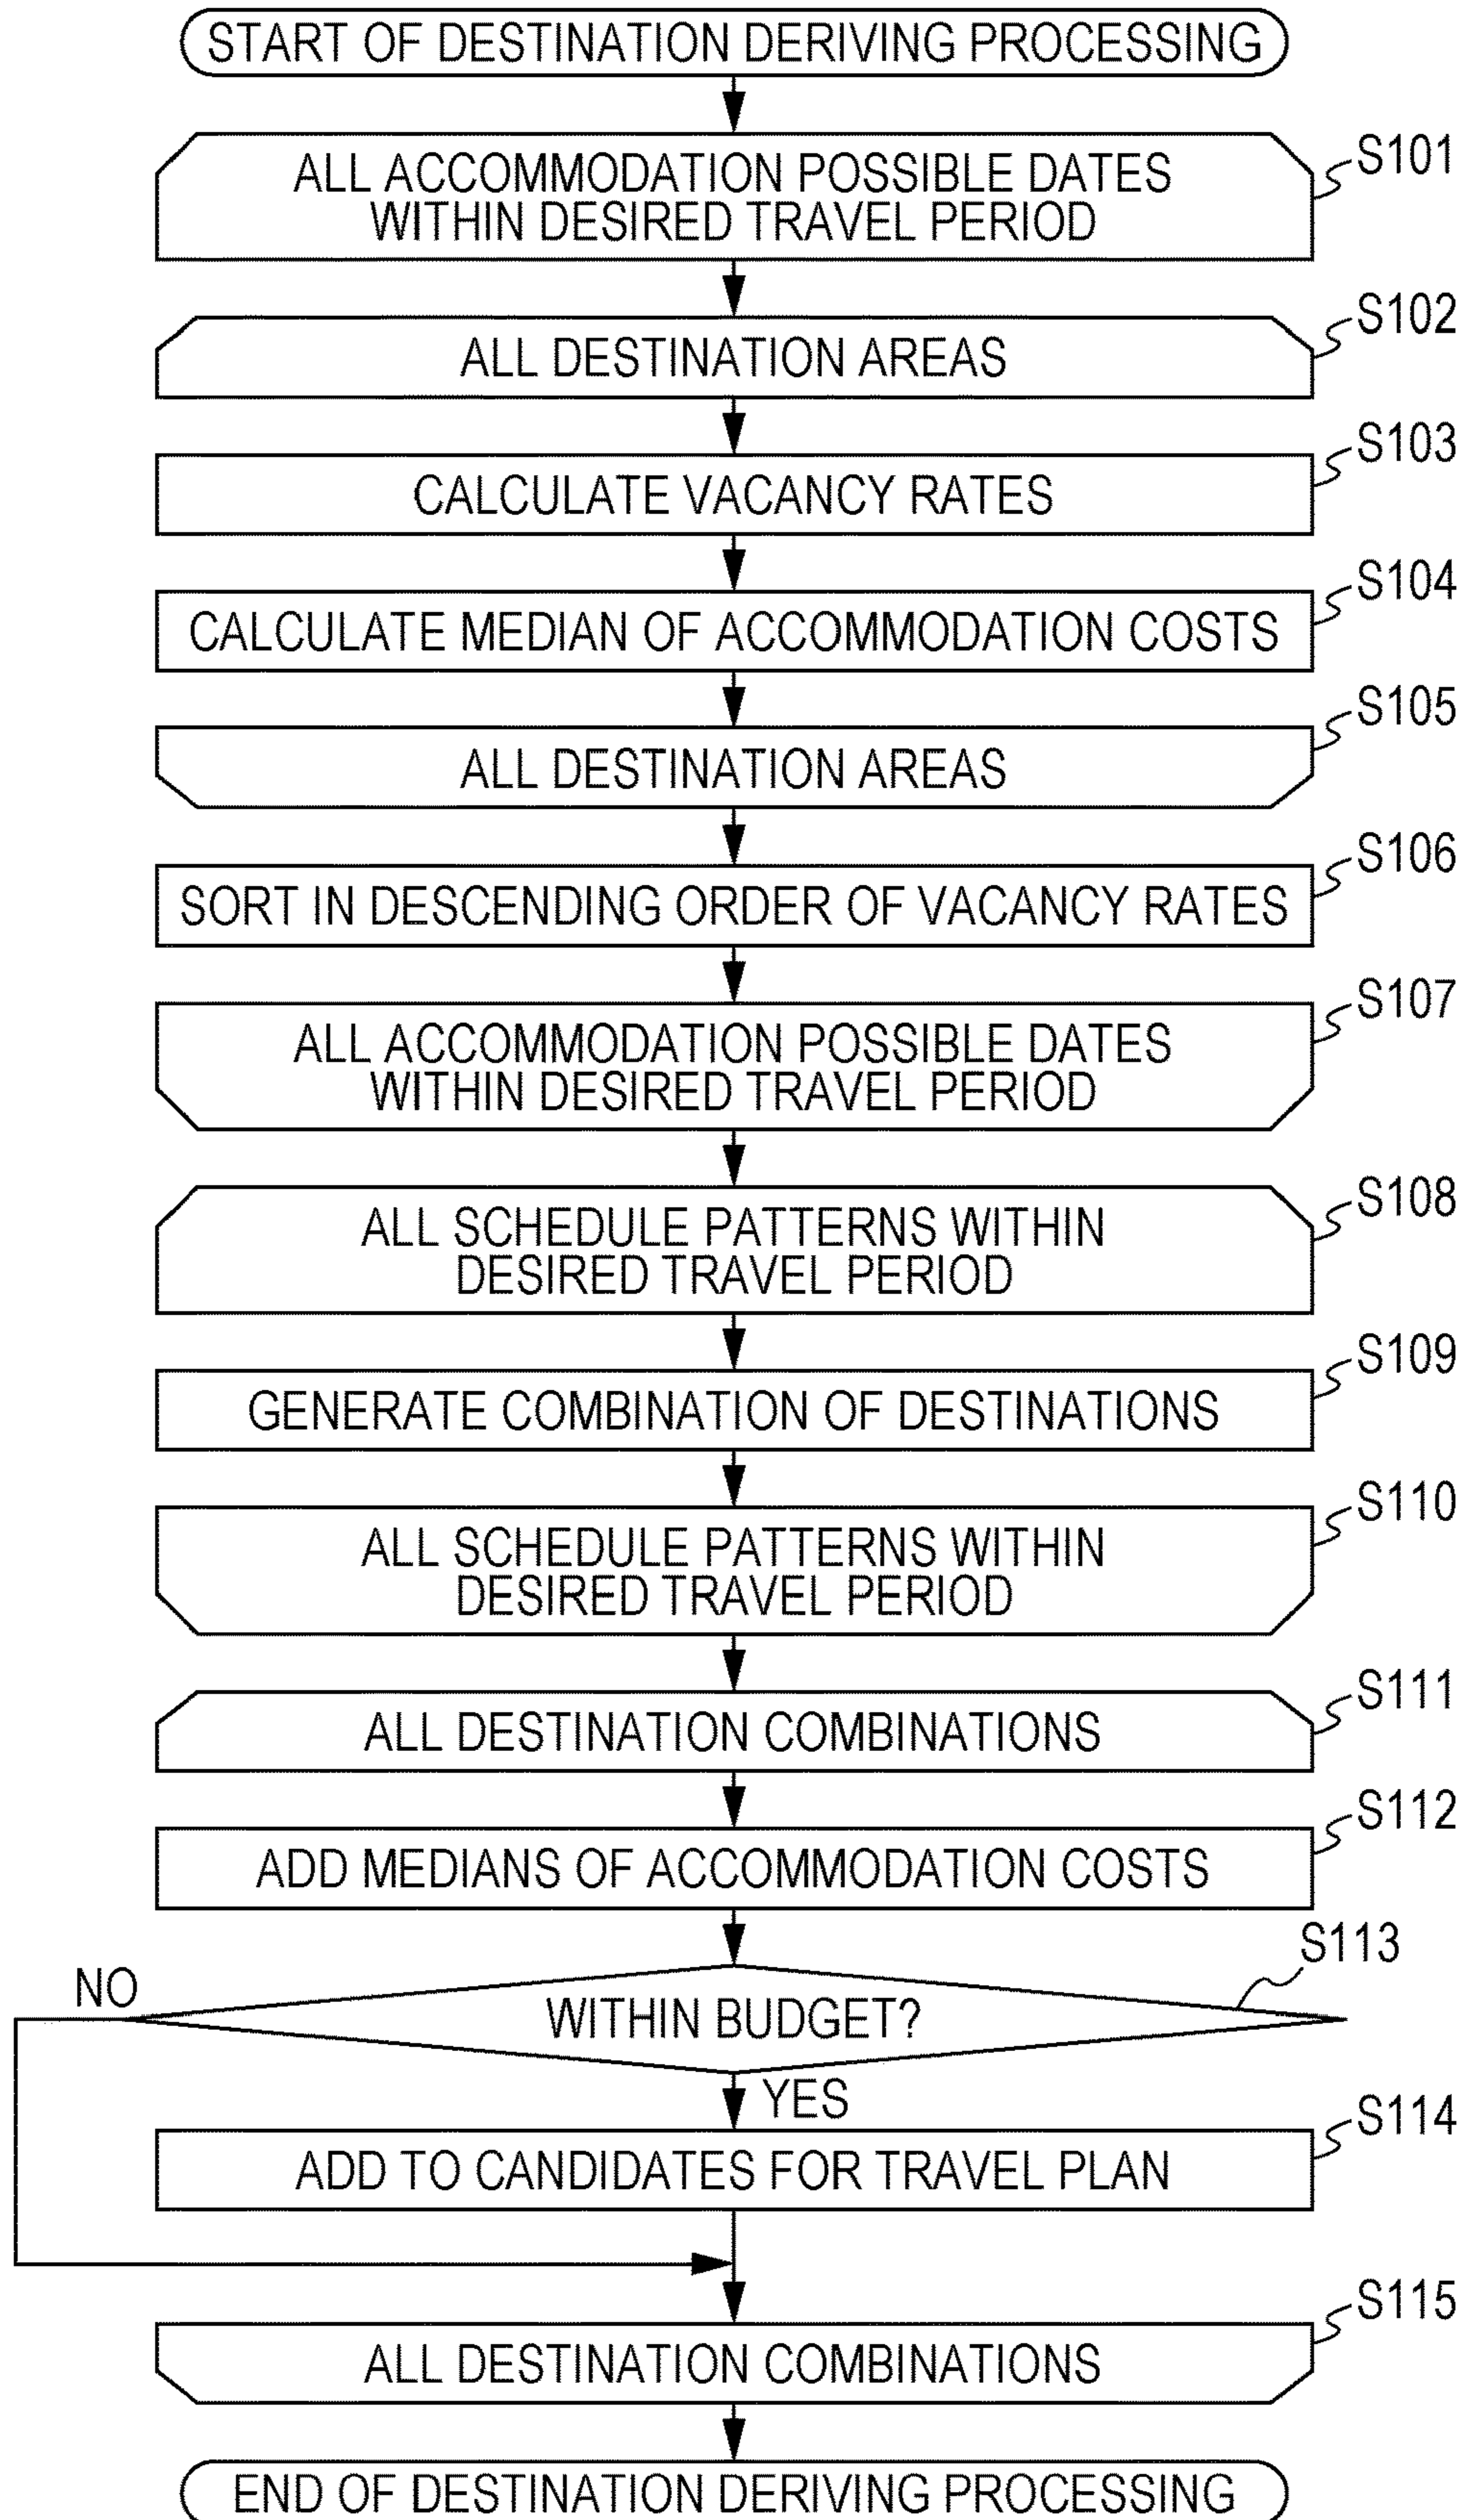 START OF DESTINATION DERIVING PROCESSING
S101
ALL ACCOMMODATION POSSIBLE DATES
WITHIN DESIRED TRAVEL PERIOD
S102
ALL DESTINATION AREAS
S103
CALCULATE VACANCY RATES
S104
CALCULATE MEDIAN OF ACCOMMODATION COSTS
S105
ALL DESTINATION AREAS
S106
SORT IN DESCENDING ORDER OF VACANCY RATES
S107
ALL ACCOMMODATION POSSIBLE DATES
WITHIN DESIRED TRAVEL PERIOD
S108
ALL SCHEDULE PATTERNS WITHIN
DESIRED TRAVEL PERIOD
S109
GENERATE COMBINATION OF DESTINATIONS
S110
ALL SCHEDULE PATTERNS WITHIN
DESIRED TRAVEL PERIOD
S111
ALL DESTINATION COMBINATIONS
S112
ADD MEDIANS OF ACCOMMODATION COSTS
S113
NO
WITHIN BUDGET?
YES
S114
ADD TO CANDIDATES FOR TRAVEL PLAN
S115
ALL DESTINATION COMBINATIONS
END OF DESTINATION DERIVING PROCESSING